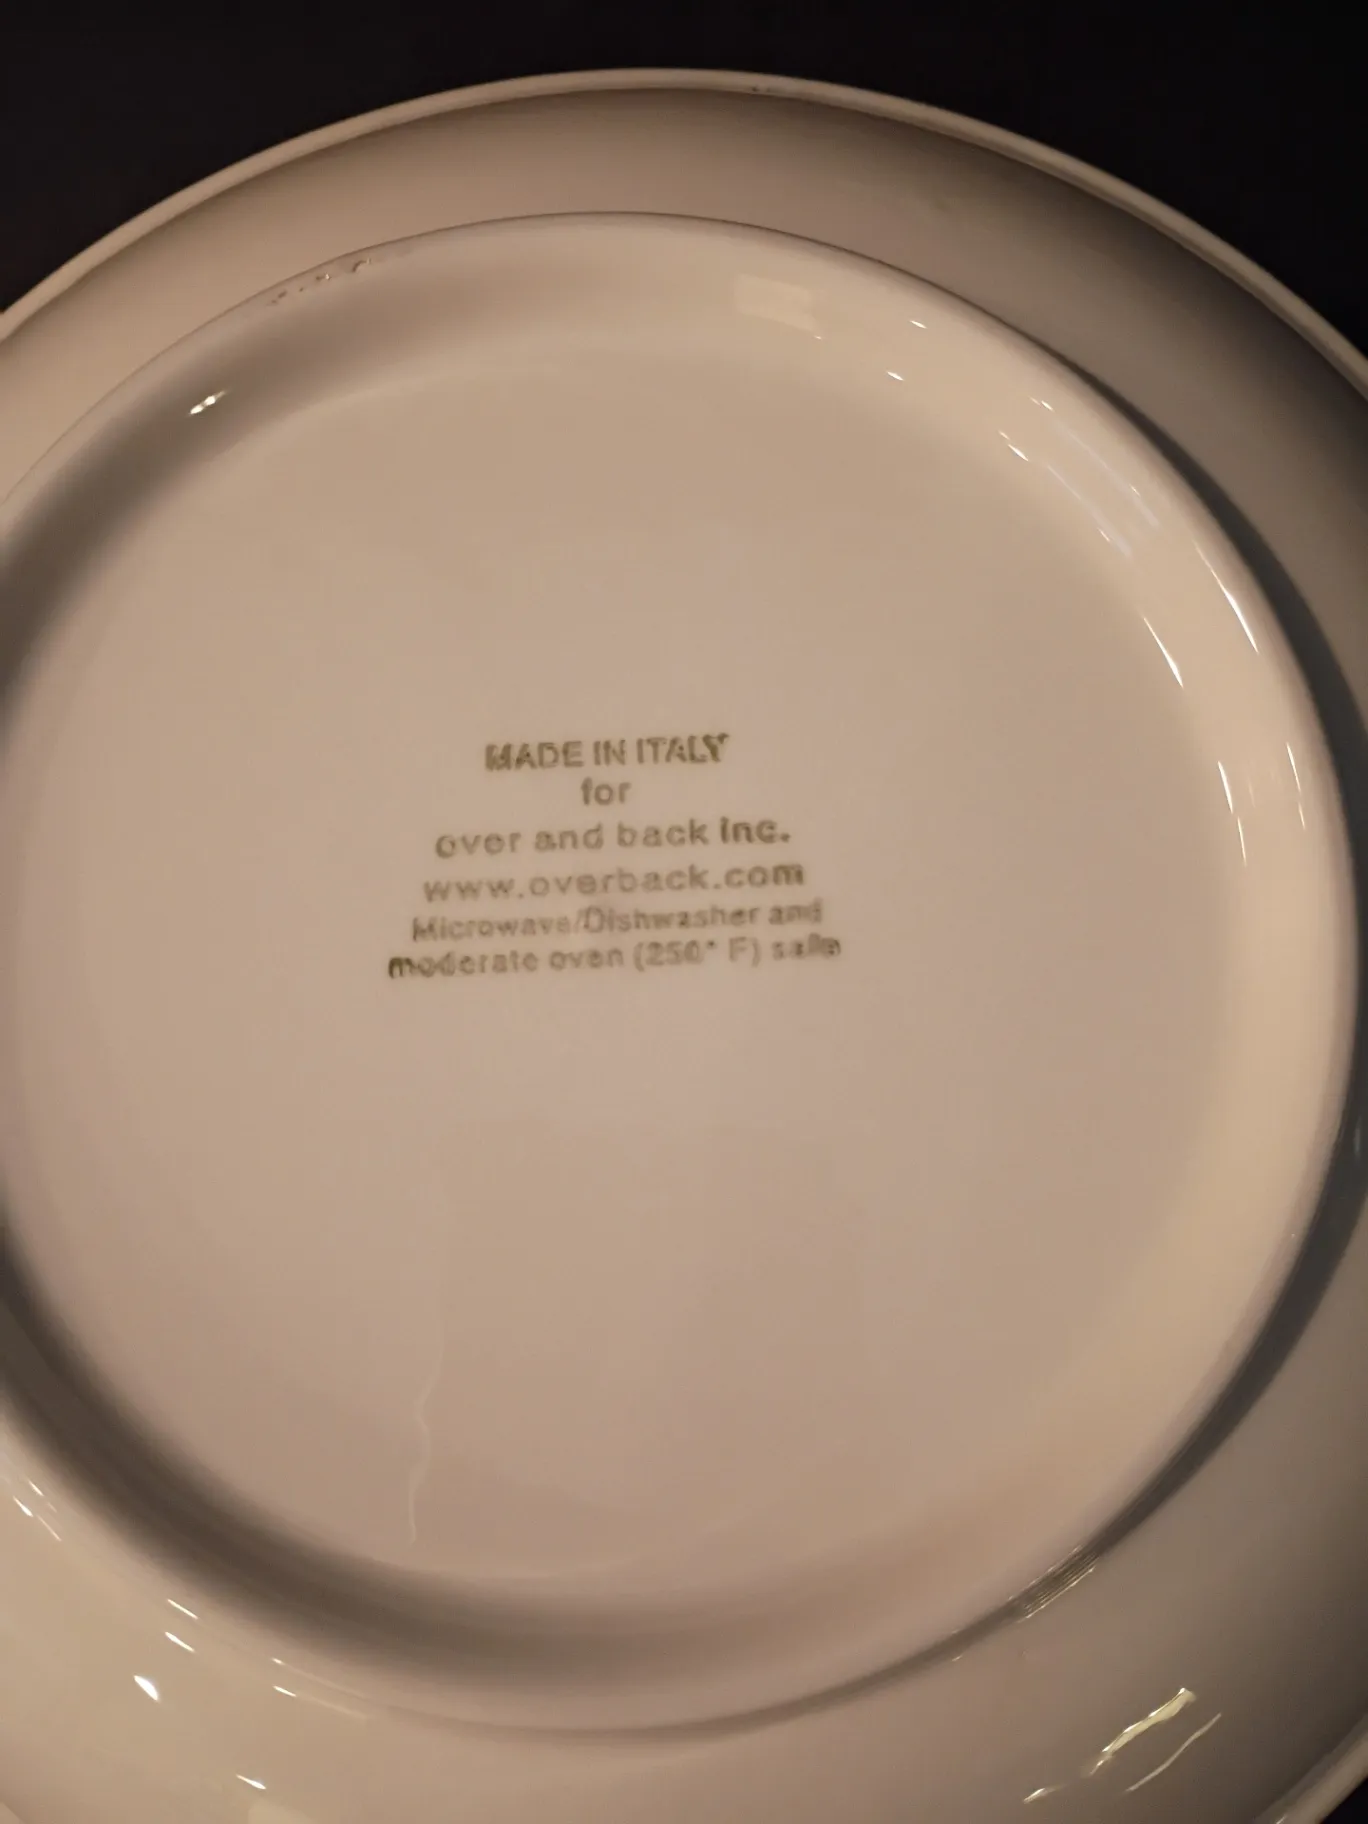 MADE IN ITALY
for
over and back inc.
www.overback.com
Microwave/Dishwasher and
moderate oven (250° F) safe